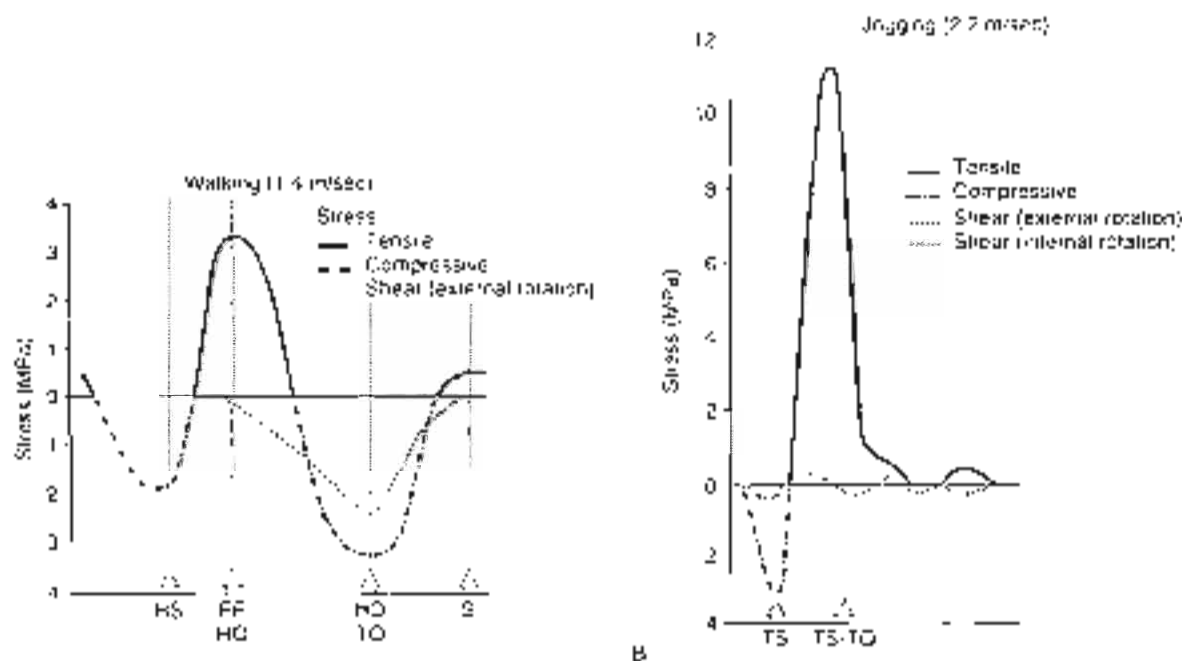 Jogging (2.2 m/sec)
12
10
8
6
4
2
0
2
4
Stress (MPa)
Tensile
Compressive
Shear (external rotation)
Shear (internal rotation)
TS
TS-TO
B
Walking (1.4 m/sec)
Stress
Tensile
Compressive
Shear (external rotation)
4
3
2
1
0
1
2
3
4
Stress (MPa)
HS
FF
HO
TO
S